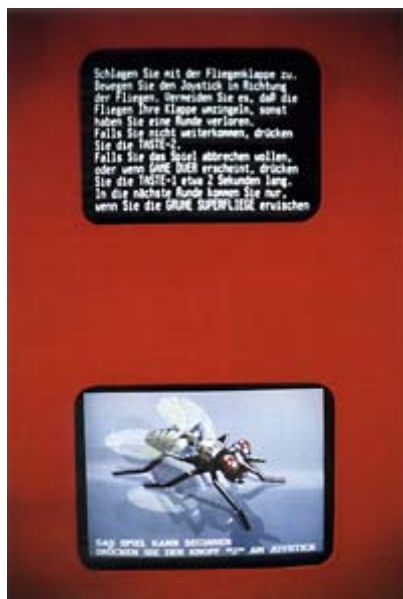 Schlagen Sie mit der Fliegenklappe zu.
Bewegen Sie den Joystick in Richtung
der Fliegen. Vermeiden Sie es, daß die
Fliegen Ihre Klappe umzingeln, sonst
haben Sie eine Runde verloren.
Falls Sie nicht weiterkommen, drücken
Sie die TASTE-2.
Falls Sie das Spiel abbrechen wollen,
oder wenn GAME OVER erscheint, drücken
Sie die TASTE-1 etwa 2 Sekunden lang.
In die nächste Runde kommen Sie nur,
wenn Sie die GRÜNE SUPERFLIEGE erwischen
DAS SPIEL KANN BEGINNEN
DRÜCKEN SIE DEN KNOPF "2" AM JOYSTICK